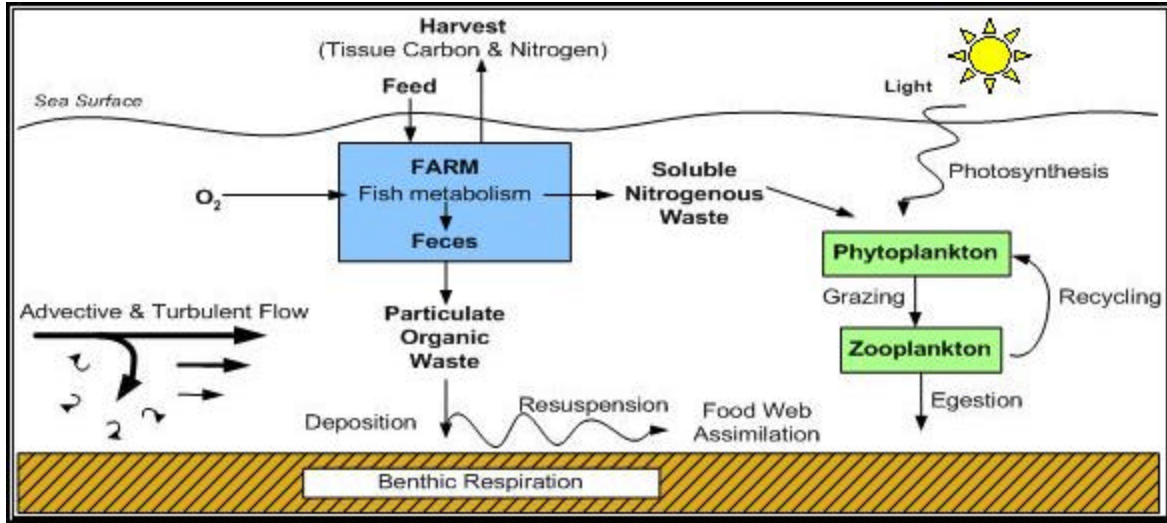 Harvest
(Tissue Carbon & Nitrogen)
Feed
Light
Sea Surface
FARM
Fish metabolism
Feces
O₂
Soluble
Nitrogenous
Waste
Photosynthesis
Phytoplankton
Grazing
Recycling
Zooplankton
Egestion
Advective & Turbulent Flow
Particulate
Organic
Waste
Deposition
Resuspension
Food Web
Assimilation
Benthic Respiration